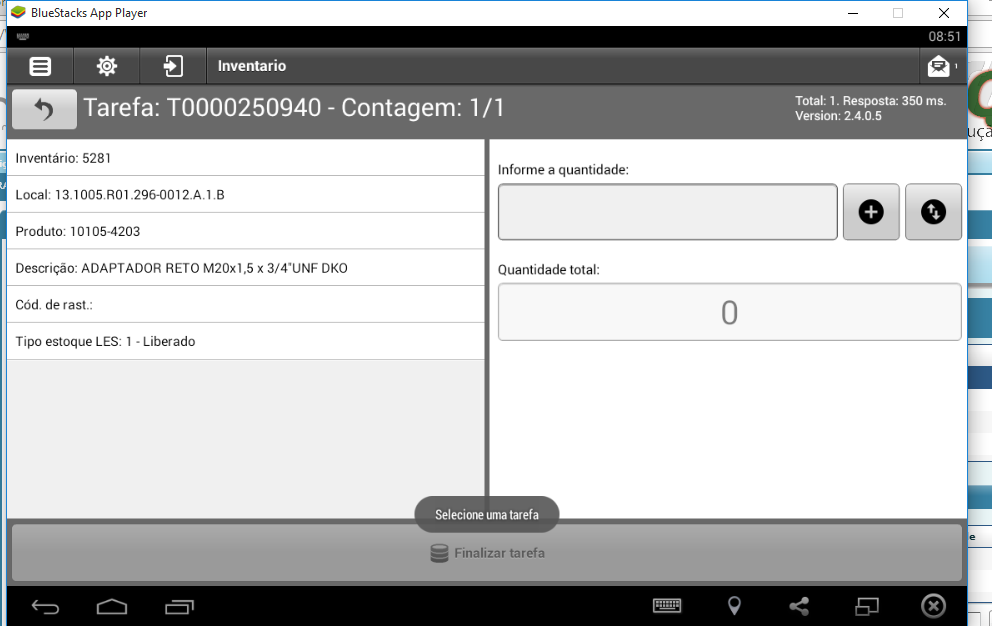 BlueStacks App Player
08:51
Inventario
Tarefa: T0000250940 - Contagem: 1/1
Total: 1. Resposta: 350 ms.
Version: 2.4.0.5
Inventário: 5281
Local: 13.1005.R01.296-0012.A.1.B
Produto: 10105-4203
Descrição: ADAPTADOR RETO M20x1,5 x 3/4"UNF DKO
Cód. de rast.:
Tipo estoque LES: 1 - Liberado
Informe a quantidade:
Quantidade total:
0
Selecione uma tarefa
Finalizar tarefa